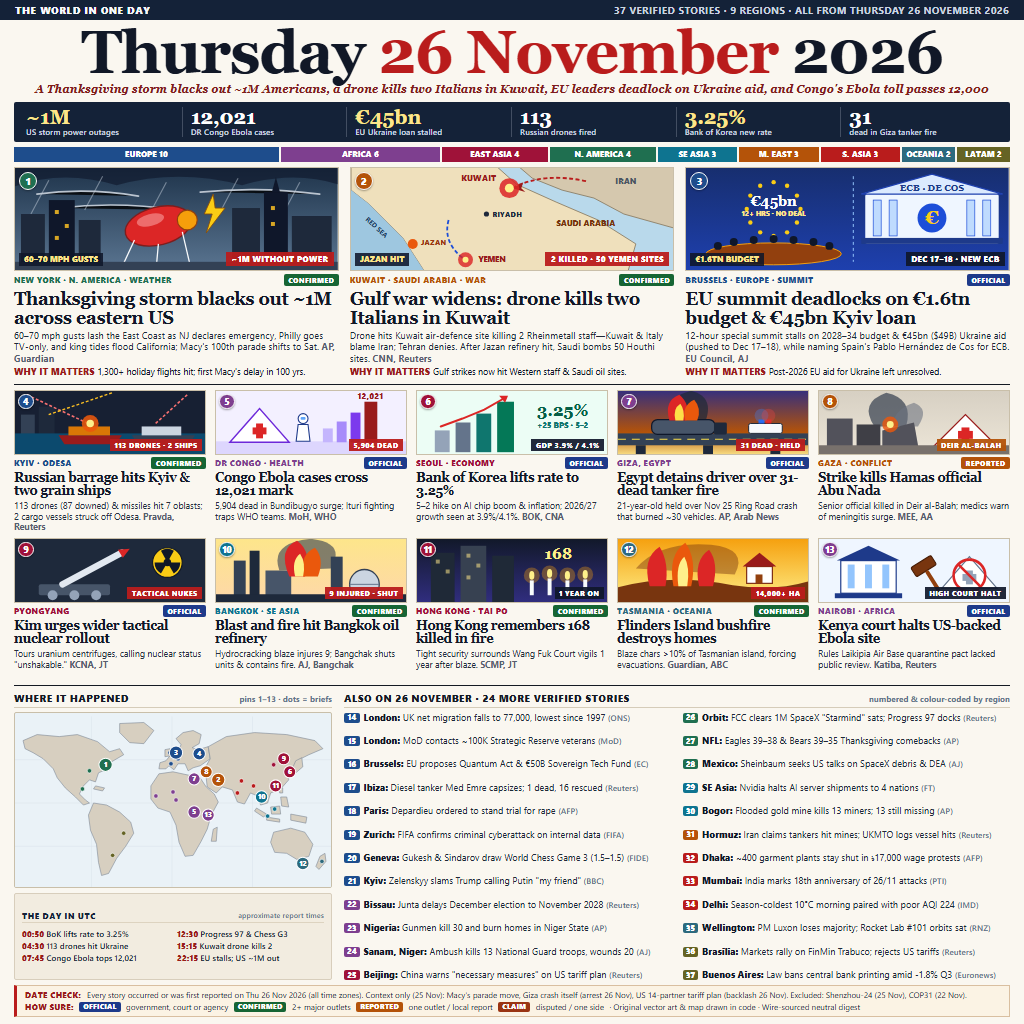 THE WORLD IN ONE DAY
37 VERIFIED STORIES • 9 REGIONS • ALL FROM THURSDAY 26 NOVEMBER 2026
Thursday 26 November 2026
A Thanksgiving storm blacks out ~1M Americans, a drone kills two Italians in Kuwait, EU leaders deadlock on Ukraine aid, and Congo's Ebola toll passes 12,000
~1M
US storm power outages
12,021
DR Congo Ebola cases
€45bn
EU Ukraine loan stalled
113
Russian drones fired
3.25%
Bank of Korea new rate
31
dead in Giza tanker fire
EUROPE 10
AFRICA 6
EAST ASIA 4
N. AMERICA 4
SE ASIA 3
M. EAST 3
S. ASIA 3
OCEANIA 2
LATAM 2
1
60–70 MPH GUSTS
~1M WITHOUT POWER
NEW YORK • N. AMERICA • WEATHER
CONFIRMED
Thanksgiving storm blacks out ~1M
across eastern US
60–70 mph gusts lash the East Coast as NJ declares emergency, Philly goes
TV-only, and king tides flood California; Macy's 100th parade shifts to Sat. AP,
Guardian
WHY IT MATTERS 1,300+ holiday flights hit; first Macy's delay in 100 yrs.
2
KUWAIT
IRAN
RIYADH
RED SEA
SAUDI ARABIA
JAZAN
YEMEN
JAZAN HIT
2 KILLED • 50 YEMEN SITES
KUWAIT • SAUDI ARABIA • WAR
CONFIRMED
Gulf war widens: drone kills two
Italians in Kuwait
Drone hits Kuwait air-defence site killing 2 Rheinmetall staff—Kuwait & Italy
blame Iran; Tehran denies. After Jazan refinery hit, Saudi bombs 50 Houthi
sites. CNN, Reuters
WHY IT MATTERS Gulf strikes now hit Western staff & Saudi oil sites.
3
€45bn
12+ HRS • NO DEAL
ECB • DE COS
€
€1.6TN BUDGET
DEC 17–18 • NEW ECB
BRUSSELS • EUROPE • SUMMIT
OFFICIAL
EU summit deadlocks on €1.6tn
budget & €45bn Kyiv loan
12-hour special summit stalls on 2028–34 budget & €45bn ($49B) Ukraine aid
(pushed to Dec 17–18), while naming Spain's Pablo Hernández de Cos for ECB.
EU Council, AJ
WHY IT MATTERS Post-2026 EU aid for Ukraine left unresolved.
4
113 DRONES • 2 SHIPS
KYIV • ODESA
CONFIRMED
Russian barrage hits Kyiv &
two grain ships
113 drones (87 downed) & missiles hit 7 oblasts;
2 cargo vessels struck off Odesa. Pravda,
Reuters
5
12,021
5,904 DEAD
DR CONGO • HEALTH
OFFICIAL
Congo Ebola cases cross
12,021 mark
5,904 dead in Bundibugyo surge; Ituri fighting
traps WHO teams. MoH, WHO
6
3.25%
+25 BPS • 5–2
GDP 3.9% / 4.1%
SEOUL • ECONOMY
OFFICIAL
Bank of Korea lifts rate to
3.25%
5–2 hike on AI chip boom & inflation; 2026/27
growth seen at 3.9%/4.1%. BOK, CNA
7
31 DEAD • HELD
GIZA, EGYPT
OFFICIAL
Egypt detains driver over 31-
dead tanker fire
21-year-old held over Nov 25 Ring Road crash
that burned ~30 vehicles. AP, Arab News
8
DEIR AL-BALAH
GAZA • CONFLICT
REPORTED
Strike kills Hamas official
Abu Nada
Senior official killed in Deir al-Balah; medics warn
of meningitis surge. MEE, AA
9
TACTICAL NUKES
PYONGYANG
OFFICIAL
Kim urges wider tactical
nuclear rollout
Tours uranium centrifuges, calling nuclear status
"unshakable." KCNA, JT
10
9 INJURED • SHUT
BANGKOK • SE ASIA
CONFIRMED
Blast and fire hit Bangkok oil
refinery
Hydrocracking blaze injures 9; Bangchak shuts
units & contains fire. AJ, Bangchak
11
168
1 YEAR ON
HONG KONG • TAI PO
CONFIRMED
Hong Kong remembers 168
killed in fire
Tight security surrounds Wang Fuk Court vigils 1
year after blaze. SCMP, JT
12
14,000+ HA
TASMANIA • OCEANIA
CONFIRMED
Flinders Island bushfire
destroys homes
Blaze chars >10% of Tasmanian island, forcing
evacuations. Guardian, ABC
13
HIGH COURT HALT
NAIROBI • AFRICA
OFFICIAL
Kenya court halts US-backed
Ebola site
Rules Laikipia Air Base quarantine pact lacked
public review. Katiba, Reuters
WHERE IT HAPPENED
pins 1–13 • dots = briefs
1
3
4
9
8
2
7
6
11
10
5
13
12
THE DAY IN UTC
approximate report times
00:50 BoK lifts rate to 3.25%
04:30 113 drones hit Ukraine
07:45 Congo Ebola tops 12,021
12:30 Progress 97 & Chess G3
15:15 Kuwait drone kills 2
22:15 EU stalls; US ~1M out
ALSO ON 26 NOVEMBER • 24 MORE VERIFIED STORIES
numbered & colour-coded by region
14 London: UK net migration falls to 77,000, lowest since 1997 (ONS)
15 London: MoD contacts ~100K Strategic Reserve veterans (MoD)
16 Brussels: EU proposes Quantum Act & €50B Sovereign Tech Fund (EC)
17 Ibiza: Diesel tanker Med Emre capsizes; 1 dead, 16 rescued (Reuters)
18 Paris: Depardieu ordered to stand trial for rape (AFP)
19 Zurich: FIFA confirms criminal cyberattack on internal data (FIFA)
20 Geneva: Gukesh & Sindarov draw World Chess Game 3 (1.5–1.5) (FIDE)
21 Kyiv: Zelenskyy slams Trump calling Putin "my friend" (BBC)
22 Bissau: Junta delays December election to November 2028 (Reuters)
23 Nigeria: Gunmen kill 30 and burn homes in Niger State (AP)
24 Sanam, Niger: Ambush kills 13 National Guard troops, wounds 20 (AJ)
25 Beijing: China warns "necessary measures" on US tariff plan (Reuters)
26 Orbit: FCC clears 1M SpaceX "Starmind" sats; Progress 97 docks (Reuters)
27 NFL: Eagles 39–38 & Bears 39–35 Thanksgiving comebacks (AP)
28 Mexico: Sheinbaum seeks US talks on SpaceX debris & DEA (AJ)
29 SE Asia: Nvidia halts AI server shipments to 4 nations (FT)
30 Bogor: Flooded gold mine kills 13 miners; 13 still missing (AP)
31 Hormuz: Iran claims tankers hit mines; UKMTO logs vessel hits (Reuters)
32 Dhaka: ~400 garment plants stay shut in ৳17,000 wage protests (AFP)
33 Mumbai: India marks 18th anniversary of 26/11 attacks (PTI)
34 Delhi: Season-coldest 10°C morning paired with poor AQI 224 (IMD)
35 Wellington: PM Luxon loses majority; Rocket Lab #101 orbits sat (RNZ)
36 Brasília: Markets rally on FinMin Trabuco; rejects US tariffs (Reuters)
37 Buenos Aires: Law bans central bank printing amid -1.8% Q3 (Euronews)
DATE CHECK: Every story occurred or was first reported on Thu 26 Nov 2026 (all time zones). Context only (25 Nov): Macy's parade move, Giza crash itself (arrest 26 Nov), US 14-partner tariff plan (backlash 26 Nov). Excluded: Shenzhou-24 (25 Nov), COP31 (22 Nov).
HOW SURE: OFFICIAL government, court or agency CONFIRMED 2+ major outlets REPORTED one outlet / local report CLAIM disputed / one side • Original vector art & map drawn in code • Wire-sourced neutral digest